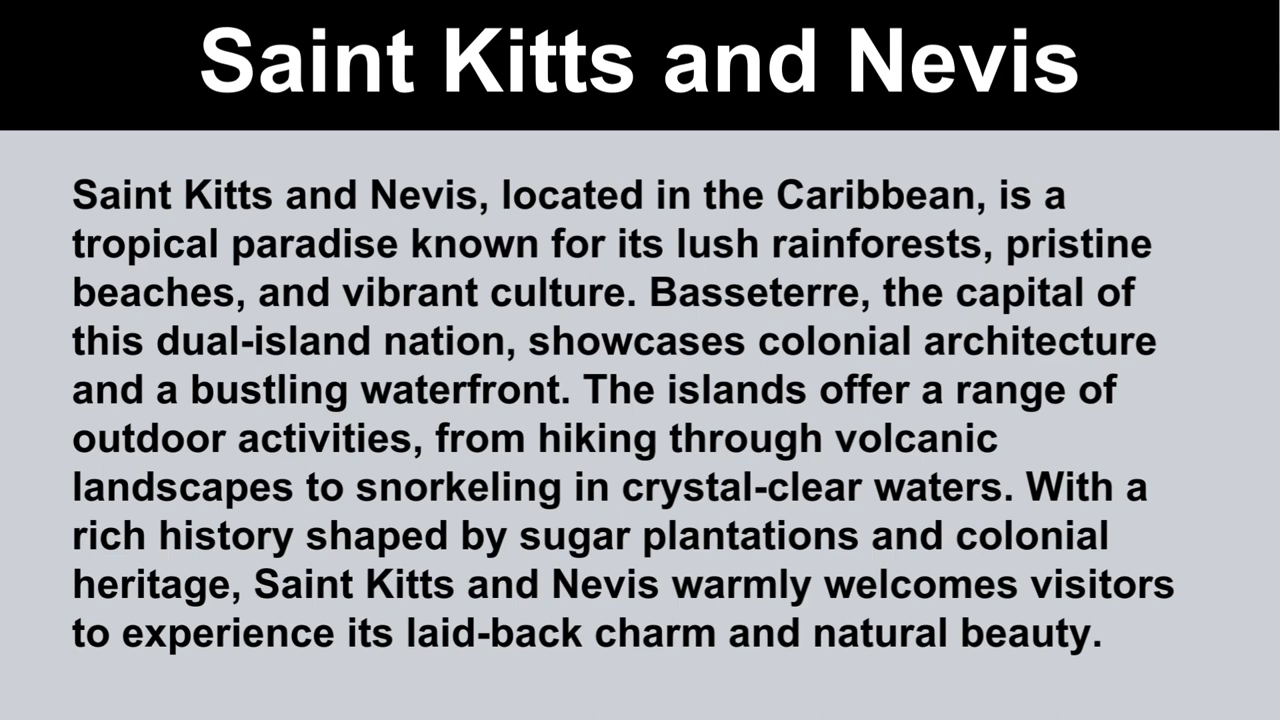 Saint Kitts and Nevis
Saint Kitts and Nevis, located in the Caribbean, is a
tropical paradise known for its lush rainforests, pristine
beaches, and vibrant culture. Basseterre, the capital of
this dual-island nation, showcases colonial architecture
and a bustling waterfront. The islands offer a range of
outdoor activities, from hiking through volcanic
landscapes to snorkeling in crystal-clear waters. With a
rich history shaped by sugar plantations and colonial
heritage, Saint Kitts and Nevis warmly welcomes visitors
to experience its laid-back charm and natural beauty.